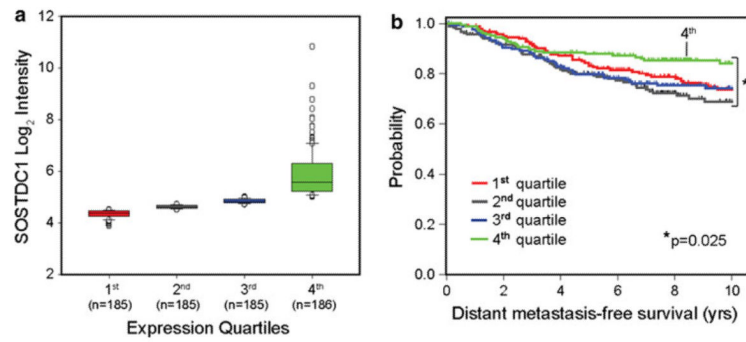 a
SOSTDC1 Log2 Intensity
12
10
8
6
4
2
1st 2nd 3rd 4th
(n=185) (n=185) (n=185) (n=186)
Expression Quartiles
b
Probability
1.0
0.8
0.6
0.4
0.2
0.0
4th
*
1st quartile
2nd quartile
3rd quartile
4th quartile
*p=0.025
0 2 4 6 8 10
Distant metastasis-free survival (yrs)